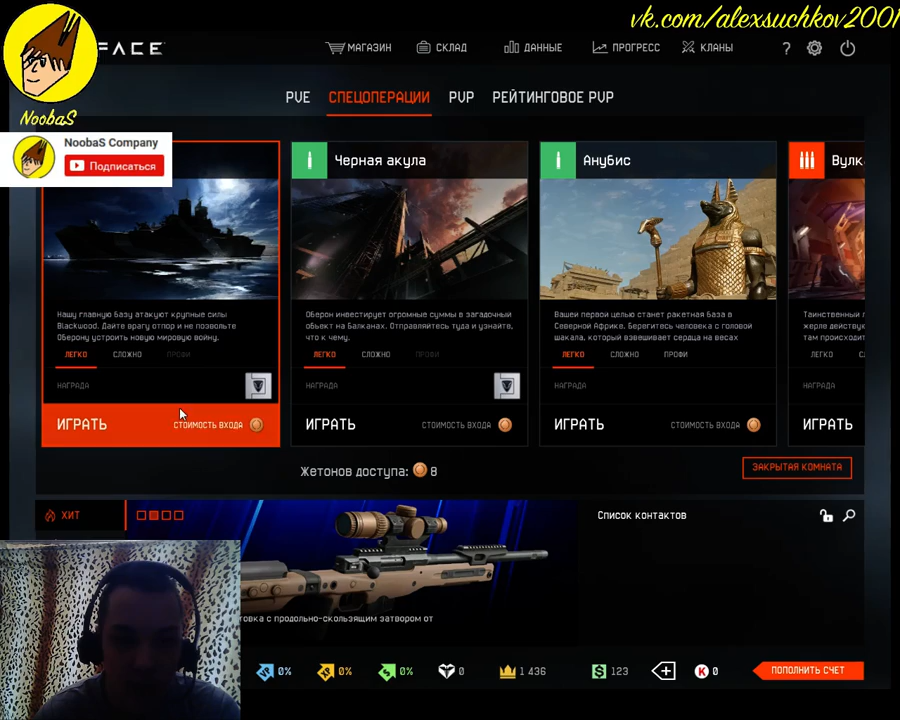 vk.com/alexsuchkov2001
FACE
МАГАЗИН
СКЛАД
ДАННЫЕ
ПРОГРЕСС
КЛАНЫ
?
NoobaS
PVE
СПЕЦОПЕРАЦИИ
PVP
РЕЙТИНГОВОЕ PVP
NoobaS Company
Подписаться
Черная акула
Анубис
Вулк
Нашу главную базу атакуют крупные силы
Blackwood. Дайте врагу отпор и не позвольте
Оберону устроить новую мировую войну.
ЛЕГКО СЛОЖНО ПРОФИ
НАГРАДА
ИГРАТЬ
СТОИМОСТЬ ВХОДА
Оберон инвестирует огромные суммы в загадочный
объект на Балканах. Отправляйтесь туда и узнайте,
что к чему.
ЛЕГКО СЛОЖНО ПРОФИ
НАГРАДА
ИГРАТЬ
СТОИМОСТЬ ВХОДА
Вашей первой целью станет ракетная база в
Северной Африке. Берегитесь человека с головой
шакала, который взвешивает сердца на весах
ЛЕГКО СЛОЖНО ПРОФИ
НАГРАДА
ИГРАТЬ
СТОИМОСТЬ ВХОДА
Таинственный
жерле действу
там происходит
ЛЕГКО
НАГРАДА
ИГРАТЬ
Жетонов доступа: 8
ЗАКРЫТАЯ КОМНАТА
ХИТ
Список контактов
овка с продольно-скользящим затвором от
0%
0%
0%
0
1 436
123
K 0
ПОПОЛНИТЬ СЧЕТ